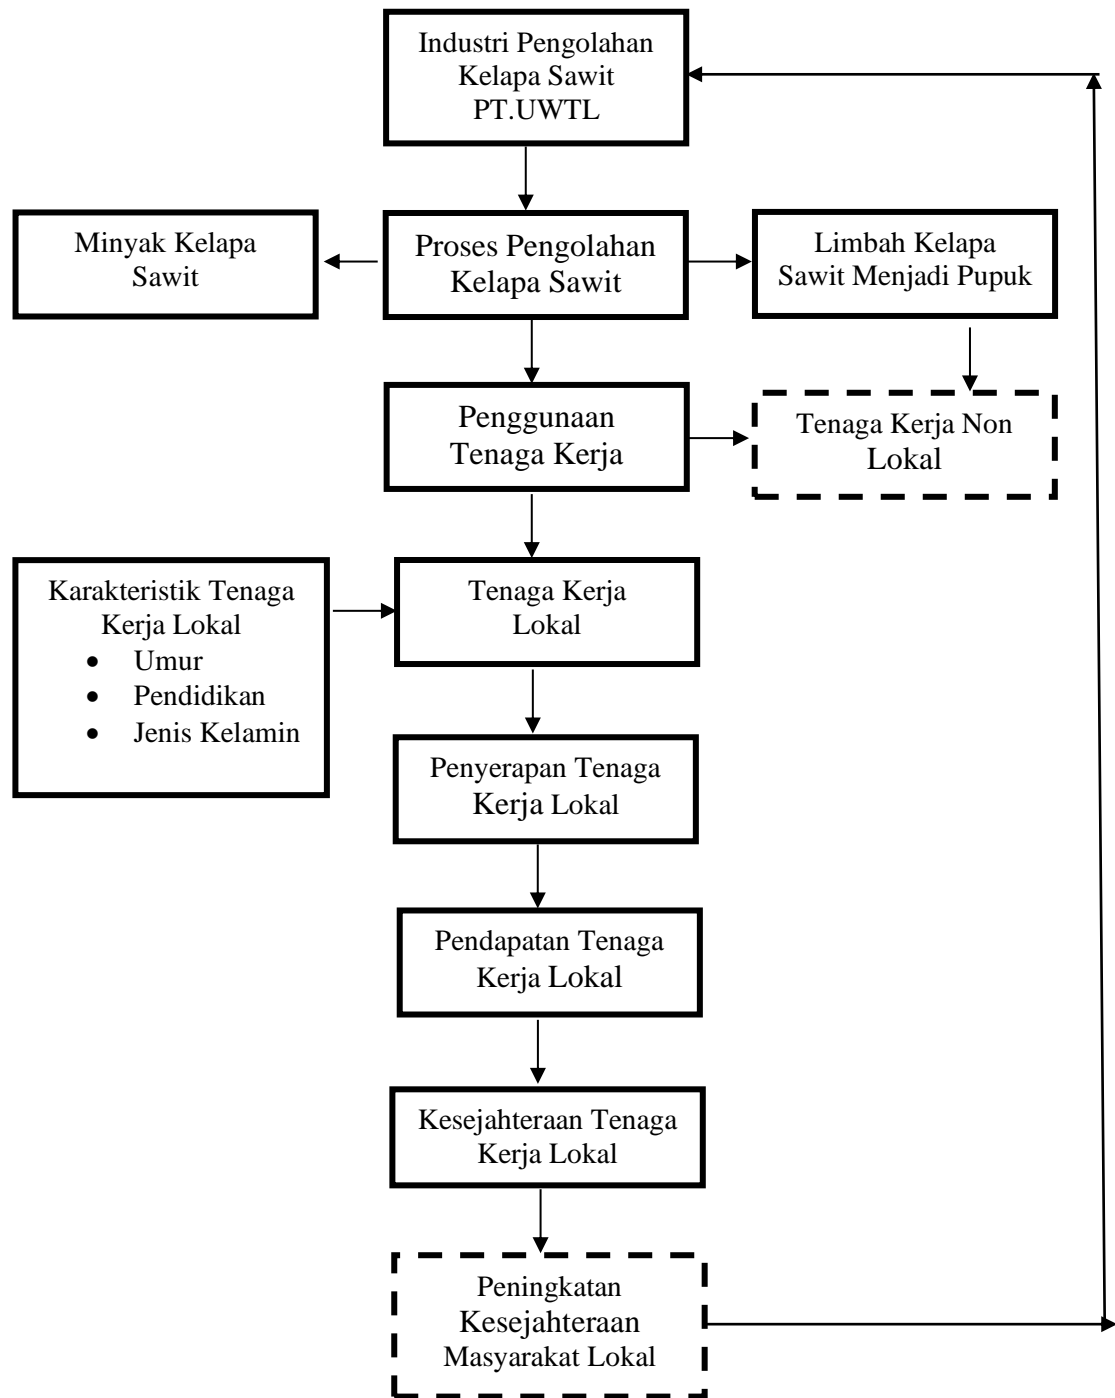 Industri Pengolahan
Kelapa Sawit
PT.UWTL
Minyak Kelapa
Sawit
Proses Pengolahan
Kelapa Sawit
Limbah Kelapa
Sawit Menjadi Pupuk
Penggunaan
Tenaga Kerja
Tenaga Kerja Non
Lokal
Karakteristik Tenaga
Kerja Lokal
• Umur
• Pendidikan
• Jenis Kelamin
Tenaga Kerja
Lokal
Penyerapan Tenaga
Kerja Lokal
Pendapatan Tenaga
Kerja Lokal
Kesejahteraan Tenaga
Kerja Lokal
Peningkatan
Kesejahteraan
Masyarakat Lokal